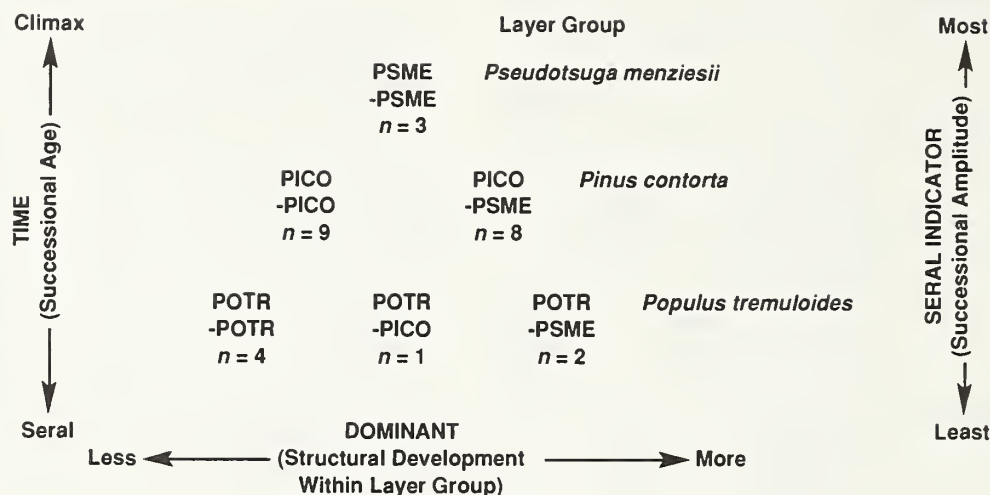 Climax
Layer Group
Most
PSME
-PSME
n = 3
Pseudotsuga menziesii
PICO
-PICO
n = 9
PICO
-PSME
n = 8
Pinus contorta
POTR
-POTR
n = 4
POTR
-PICO
n = 1
POTR
-PSME
n = 2
Populus tremuloides
TIME
(Successional Age)
SERAL INDICATOR
(Successional Amplitude)
Seral
Least
DOMINANT
Less
(Structural Development
More
Within Layer Group)